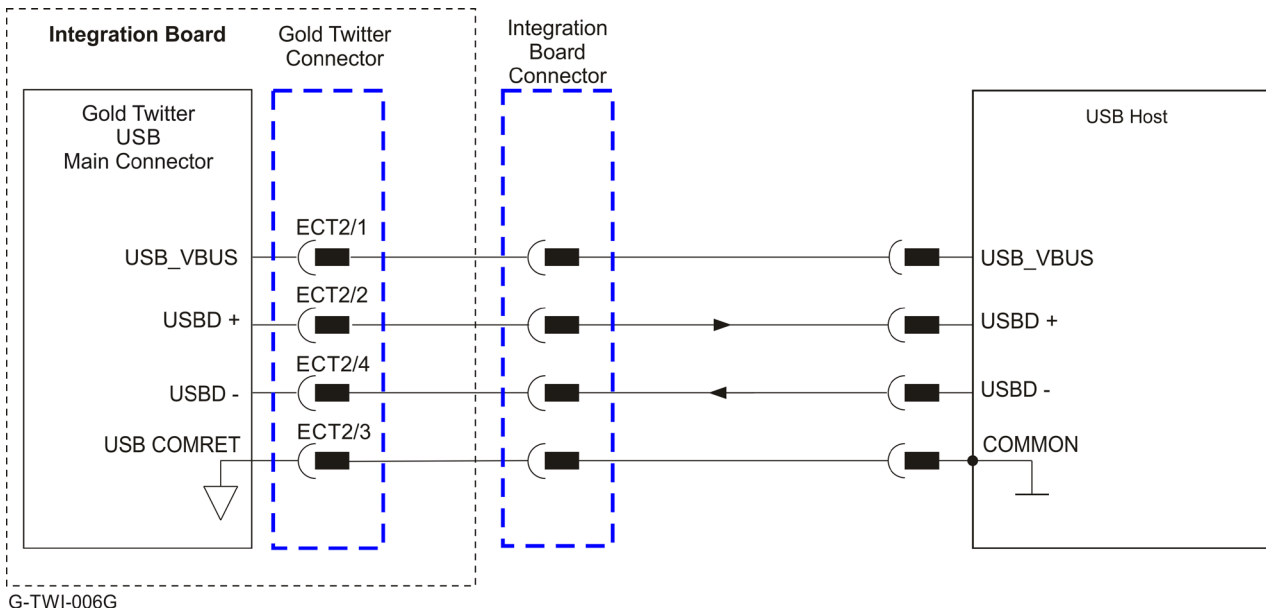 Integration Board
Gold Twitter
Connector
Integration
Board
Connector
Gold Twitter
USB
Main Connector
USB Host
ECT2/1
USB_VBUS
USB_VBUS
ECT2/2
USBD +
USBD +
ECT2/4
USBD -
USBD -
ECT2/3
USB COMRET
COMMON
G-TWI-006G